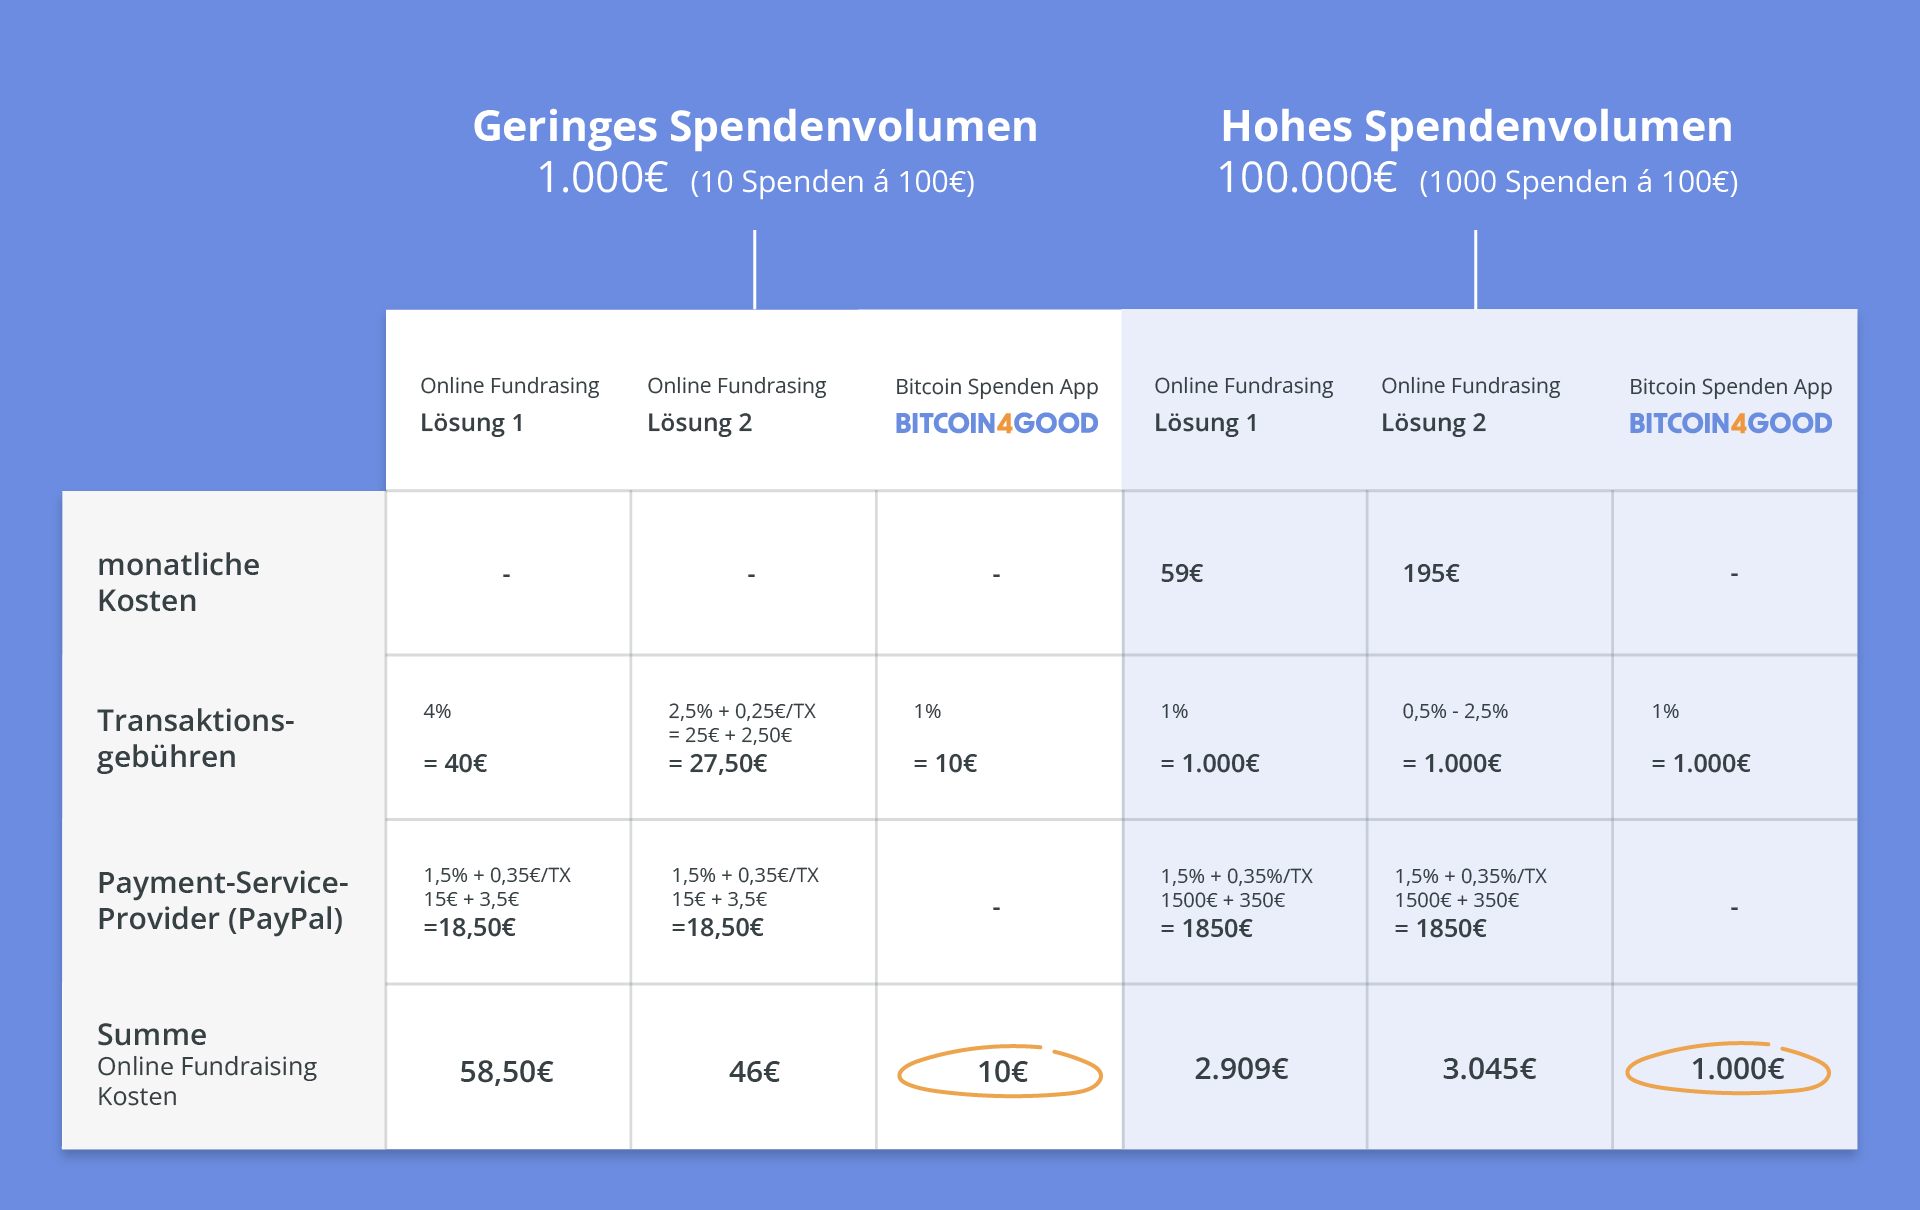 Geringes Spendenvolumen
1.000€ (10 Spenden á 100€)
Hohes Spendenvolumen
100.000€ (1000 Spenden á 100€)
Online Fundrasing
Lösung 1
Online Fundrasing
Lösung 2
Bitcoin Spenden App
BITCOIN4GOOD
Online Fundrasing
Lösung 1
Online Fundrasing
Lösung 2
Bitcoin Spenden App
BITCOIN4GOOD
monatliche
Kosten
-
-
-
59€
195€
-
Transaktions-
gebühren
4%
= 40€
2,5% + 0,25€/TX
= 25€ + 2,50€
= 27,50€
1%
= 10€
1%
= 1.000€
0,5% - 2,5%
= 1.000€
1%
= 1.000€
Payment-Service-
Provider (PayPal)
1,5% + 0,35€/TX
15€ + 3,5€
=18,50€
1,5% + 0,35€/TX
15€ + 3,5€
=18,50€
-
1,5% + 0,35%/TX
1500€ + 350€
= 1850€
1,5% + 0,35%/TX
1500€ + 350€
= 1850€
-
Summe
Online Fundraising
Kosten
58,50€
46€
10€
2.909€
3.045€
1.000€